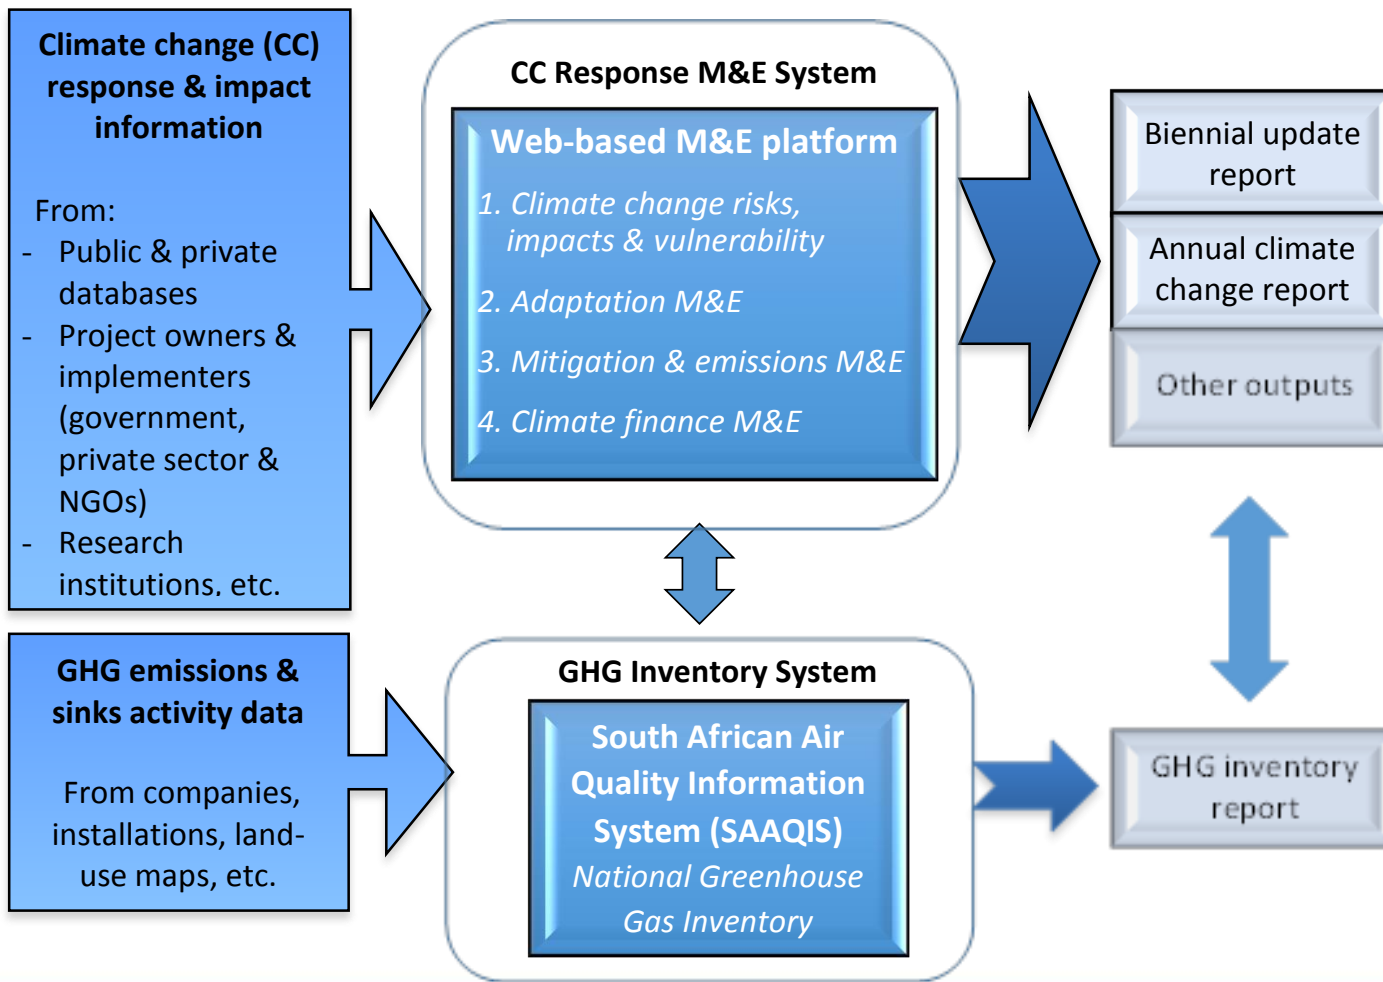 Climate change (CC)
response & impact
information
From:
- Public & private
databases
- Project owners &
implementers
(government,
private sector &
NGOs)
- Research
institutions, etc.
CC Response M&E System
Web-based M&E platform
1. Climate change risks,
impacts & vulnerability
2. Adaptation M&E
3. Mitigation & emissions M&E
4. Climate finance M&E
Biennial update
report
Annual climate
change report
Other outputs
GHG emissions &
sinks activity data
From companies,
installations, land-
use maps, etc.
GHG Inventory System
South African Air
Quality Information
System (SAAQIS)
National Greenhouse
Gas Inventory
GHG inventory
report